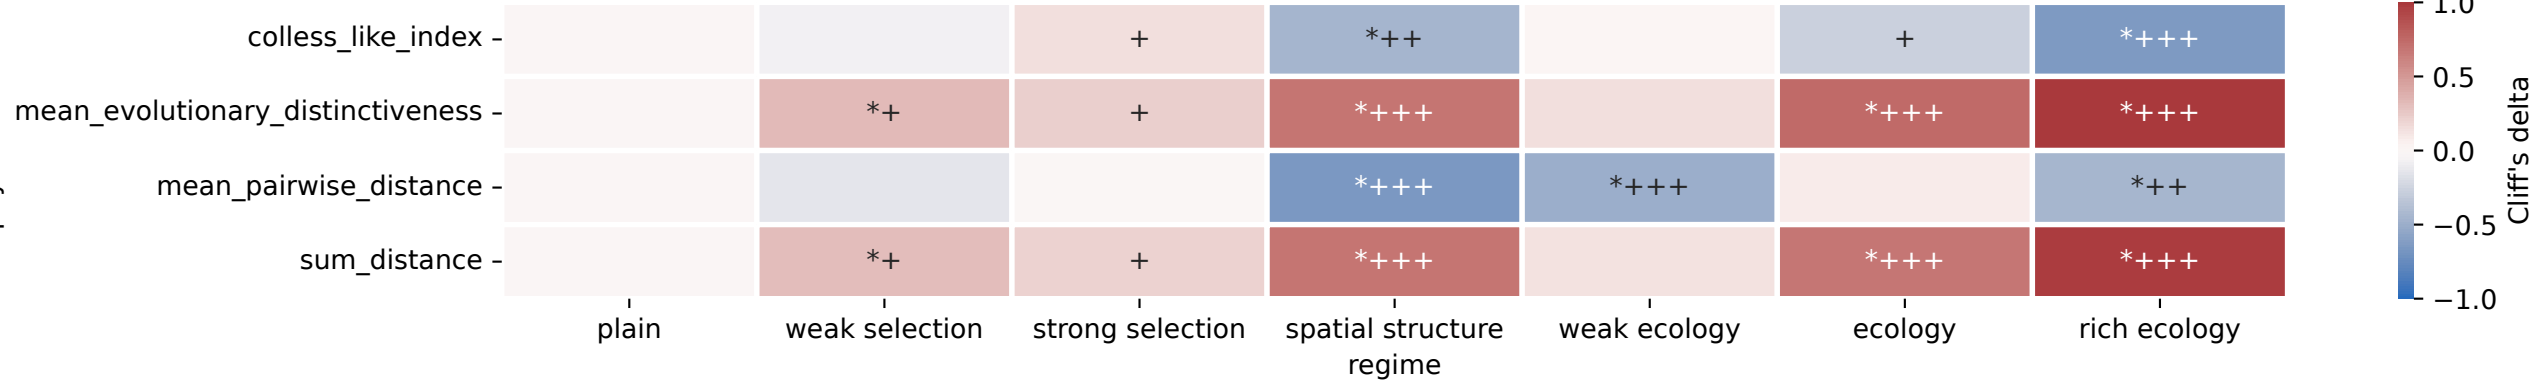 colless_like_index + *++ + *+++
mean_evolutionary_distinctiveness *+ + *+++ *+++ *+++
mean_pairwise_distance *+++ *+++ *++
sum_distance *+ + *+++ *+++ *+++
plain weak selection strong selection spatial structure weak ecology ecology rich ecology
regime
1.0
0.5
0.0
−0.5
−1.0
Cliff's delta